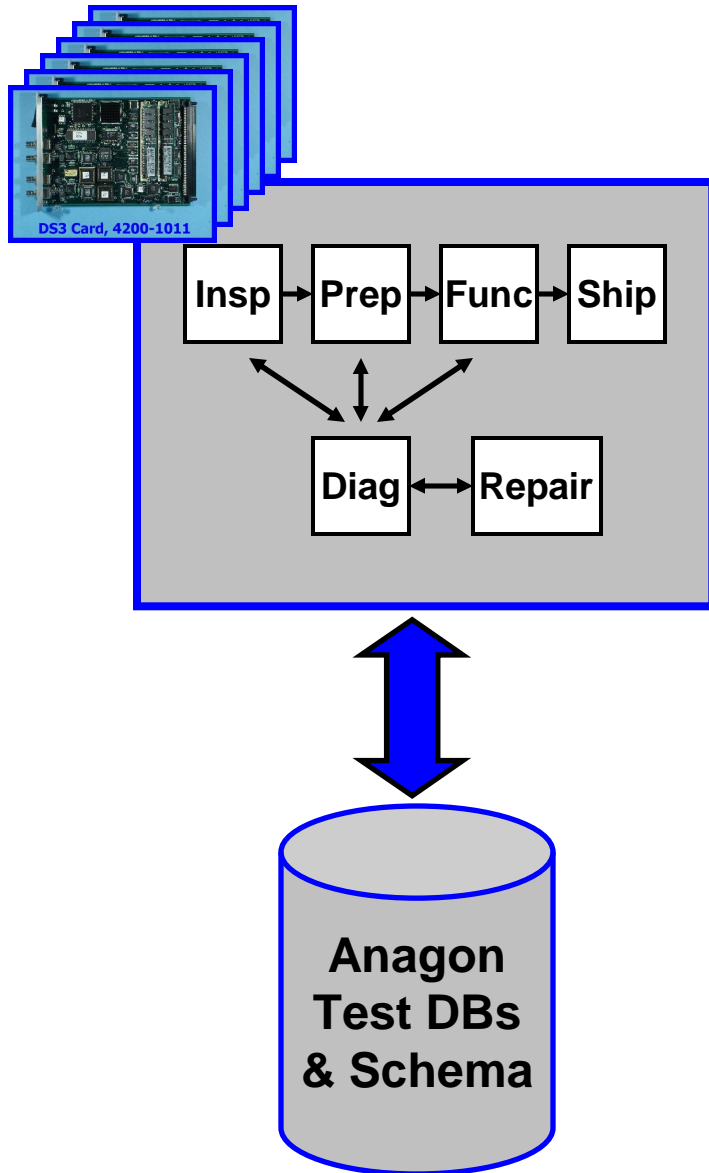 DS3 Card, 4200-1011
Insp Prep Func Ship
Diag Repair
Anagon
Test DBs
& Schema